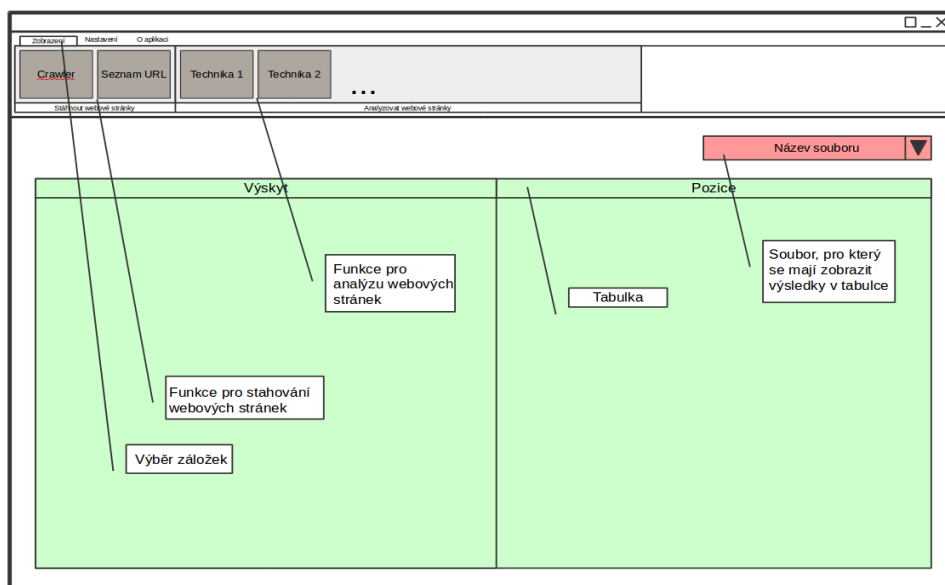 Zobrazení Nastavení O aplikaci
Crawler Seznam URL Technika 1 Technika 2 ...
Stáhnout webové stránky Analyzovat webové stránky
Název souboru
Výskyt Pozice
Soubor, pro který
se mají zobrazit
výsledky v tabulce
Funkce pro
analýzu webových
stránek
Tabulka
Funkce pro stahování
webových stránek
Výběr záložek